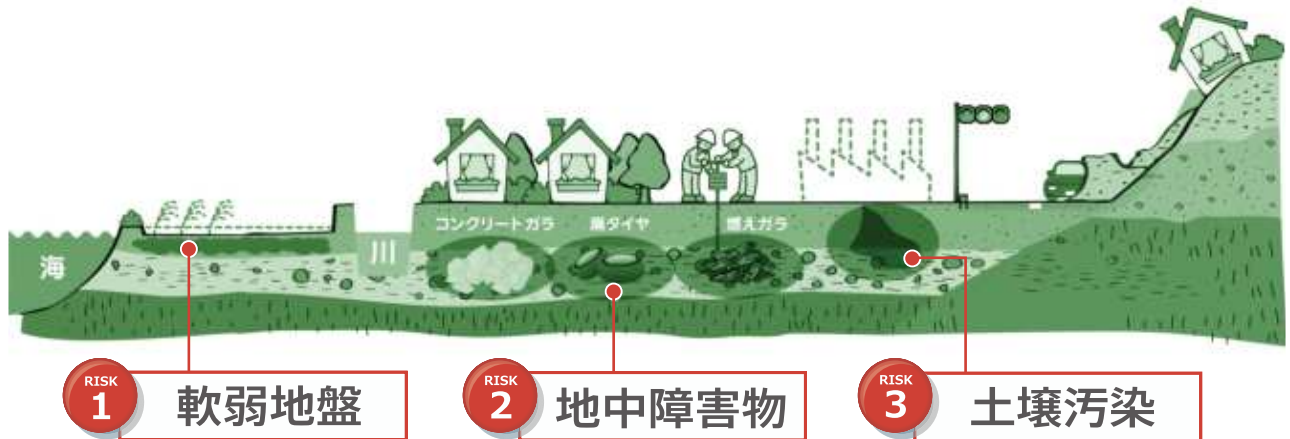 コンクリートガラ
廃タイヤ
燃えガラ
海
川
RISK
1
軟弱地盤
RISK
2
地中障害物
RISK
3
土壌汚染